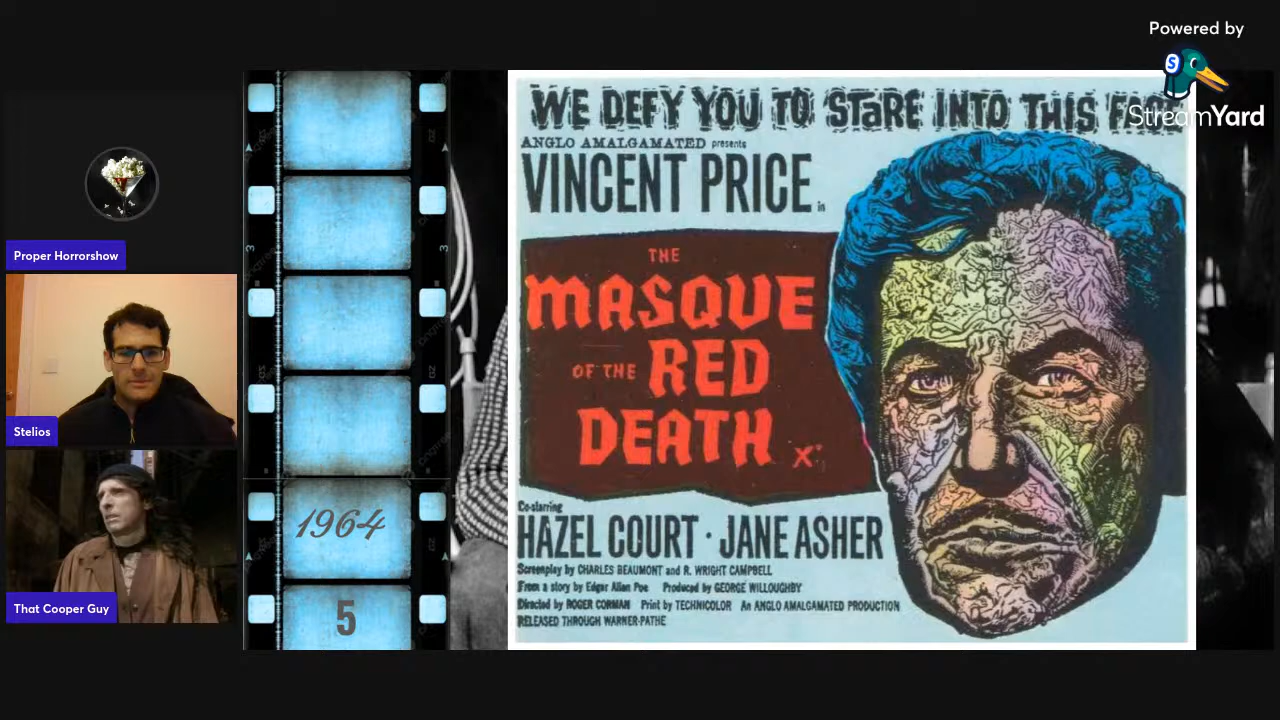 Powered by
StreamYard
Proper Horrorshow
Stelios
That Cooper Guy
1964
5
WE DEFY YOU TO STaRE INTO THIS FaCE
ANGLO AMALGAMATED presents
VINCENT PRICE in
THE
MASQUE
OF THE RED
DEATH X
Co-starring
HAZEL COURT · JANE ASHER
Screenplay by CHARLES BEAUMONT and R. WRIGHT CAMPBELL
From a story by Edgar Allan Poe Produced by GEORGE WILLOUGHBY
Directed by ROGER CORMAN Print by TECHNICOLOR An ANGLO AMALGAMATED PRODUCTION
RELEASED THROUGH WARNER-PATHE